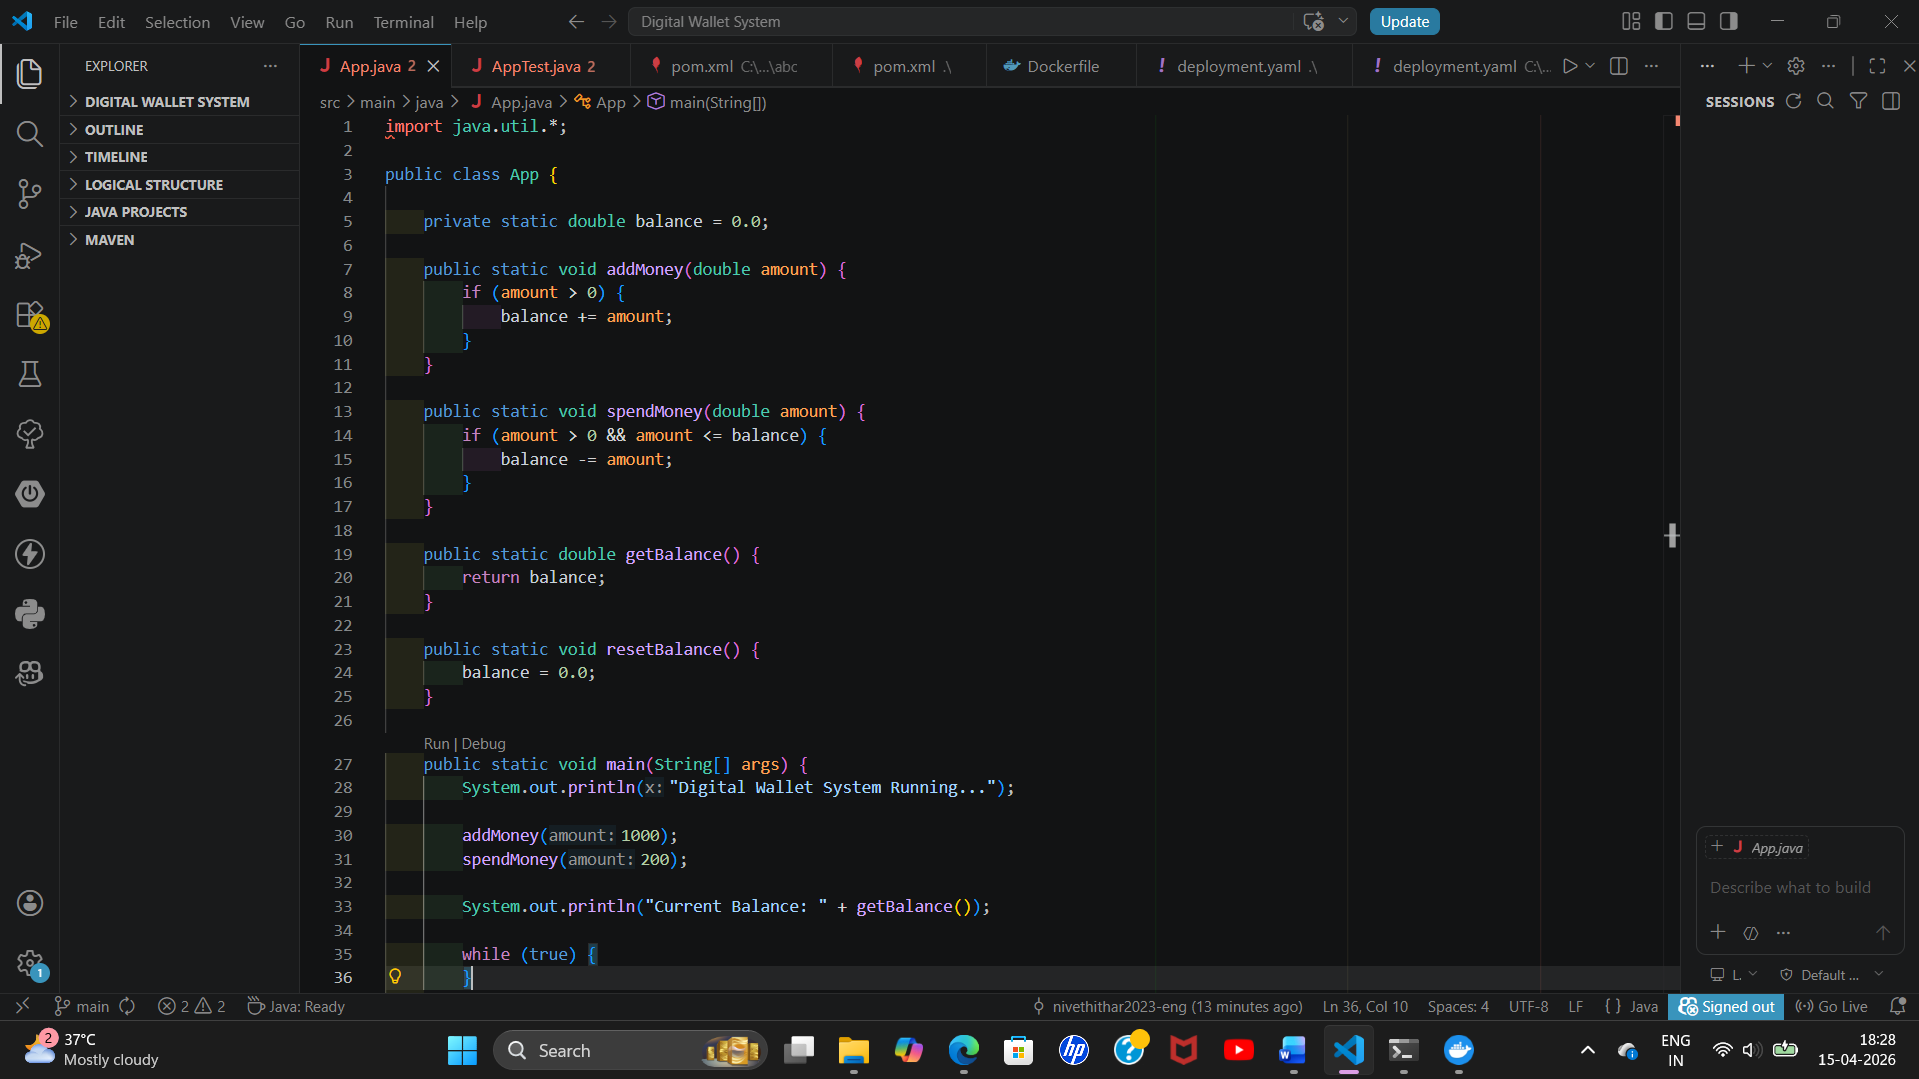 File Edit Selection View Go Run Terminal Help
Digital Wallet System
Update
EXPLORER
DIGITAL WALLET SYSTEM
OUTLINE
TIMELINE
LOGICAL STRUCTURE
JAVA PROJECTS
MAVEN
App.java 2
AppTest.java 2
pom.xml C:\...\abc
pom.xml .\
Dockerfile
deployment.yaml .\
deployment.yaml C:\...
src > main > java > App.java > App > main(String[])
1 import java.util.*;
2
3 public class App {
4
5 private static double balance = 0.0;
6
7 public static void addMoney(double amount) {
8 if (amount > 0) {
9 balance += amount;
10 }
11 }
12
13 public static void spendMoney(double amount) {
14 if (amount > 0 && amount <= balance) {
15 balance -= amount;
16 }
17 }
18
19 public static double getBalance() {
20 return balance;
21 }
22
23 public static void resetBalance() {
24 balance = 0.0;
25 }
26
Run | Debug
27 public static void main(String[] args) {
28 System.out.println(x: "Digital Wallet System Running...");
29
30 addMoney(amount: 1000);
31 spendMoney(amount: 200);
32
33 System.out.println("Current Balance: " + getBalance());
34
35 while (true) {
36 }
SESSIONS
App.java
Describe what to build
L.
Default ...
1
main
2 2
Java: Ready
nivethithar2023-eng (13 minutes ago)
Ln 36, Col 10
Spaces: 4
UTF-8
LF
{ } Java
Signed out
Go Live
2
37°C
Mostly cloudy
Search
ENG
IN
18:28
15-04-2026